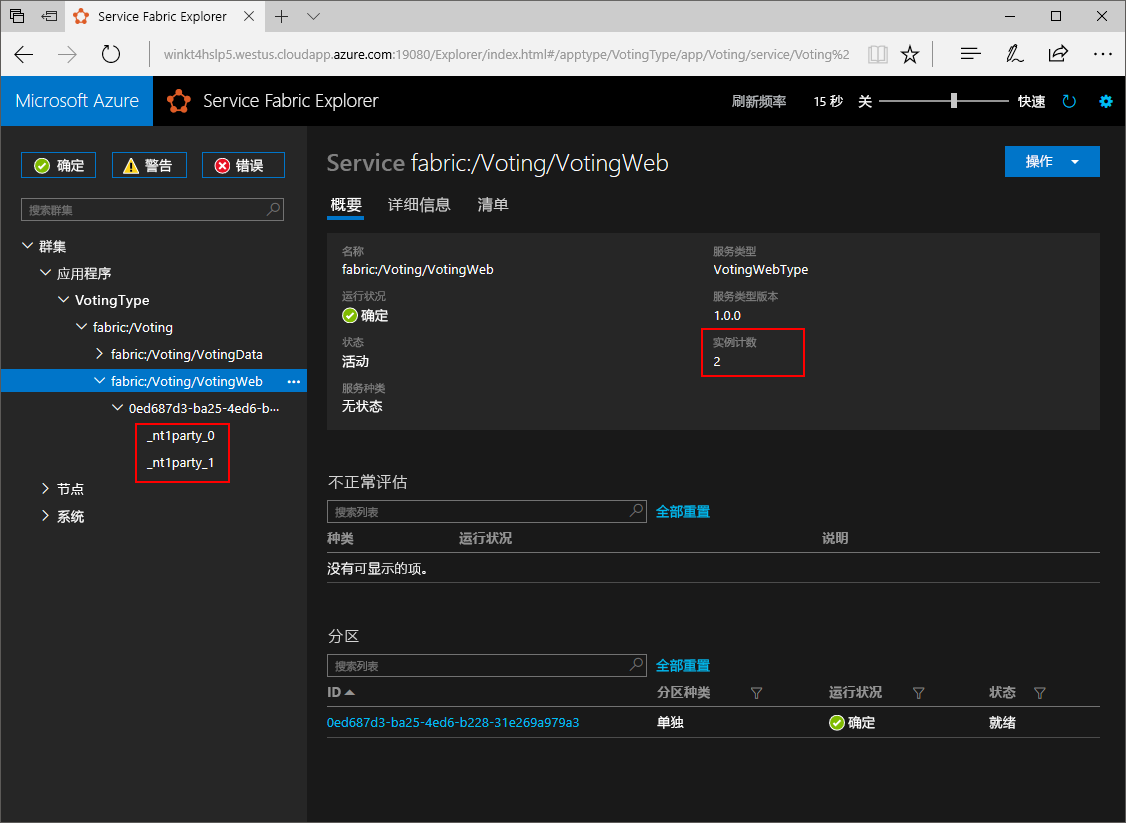 Service Fabric Explorer
winkt4hslp5.westus.cloudapp.azure.com:19080/Explorer/index.html#/apptype/VotingType/app/Voting/service/Voting%2
Microsoft Azure
Service Fabric Explorer
刷新频率 15 秒 关 快速
确定 警告 错误
搜索群集
群集
应用程序
VotingType
fabric:/Voting
fabric:/Voting/VotingData
fabric:/Voting/VotingWeb
0ed687d3-ba25-4ed6-b...
_nt1party_0
_nt1party_1
节点
系统
Service fabric:/Voting/VotingWeb
操作
概要 详细信息 清单
名称 服务类型
fabric:/Voting/VotingWeb VotingWebType
运行状况 服务类型版本
确定 1.0.0
状态 实例计数
活动 2
服务种类
无状态
不正常评估
搜索列表 全部重置
种类 运行状况 说明
没有可显示的项。
分区
搜索列表 全部重置
ID 分区种类 运行状况 状态
0ed687d3-ba25-4ed6-b228-31e269a979a3 单独 确定 就绪